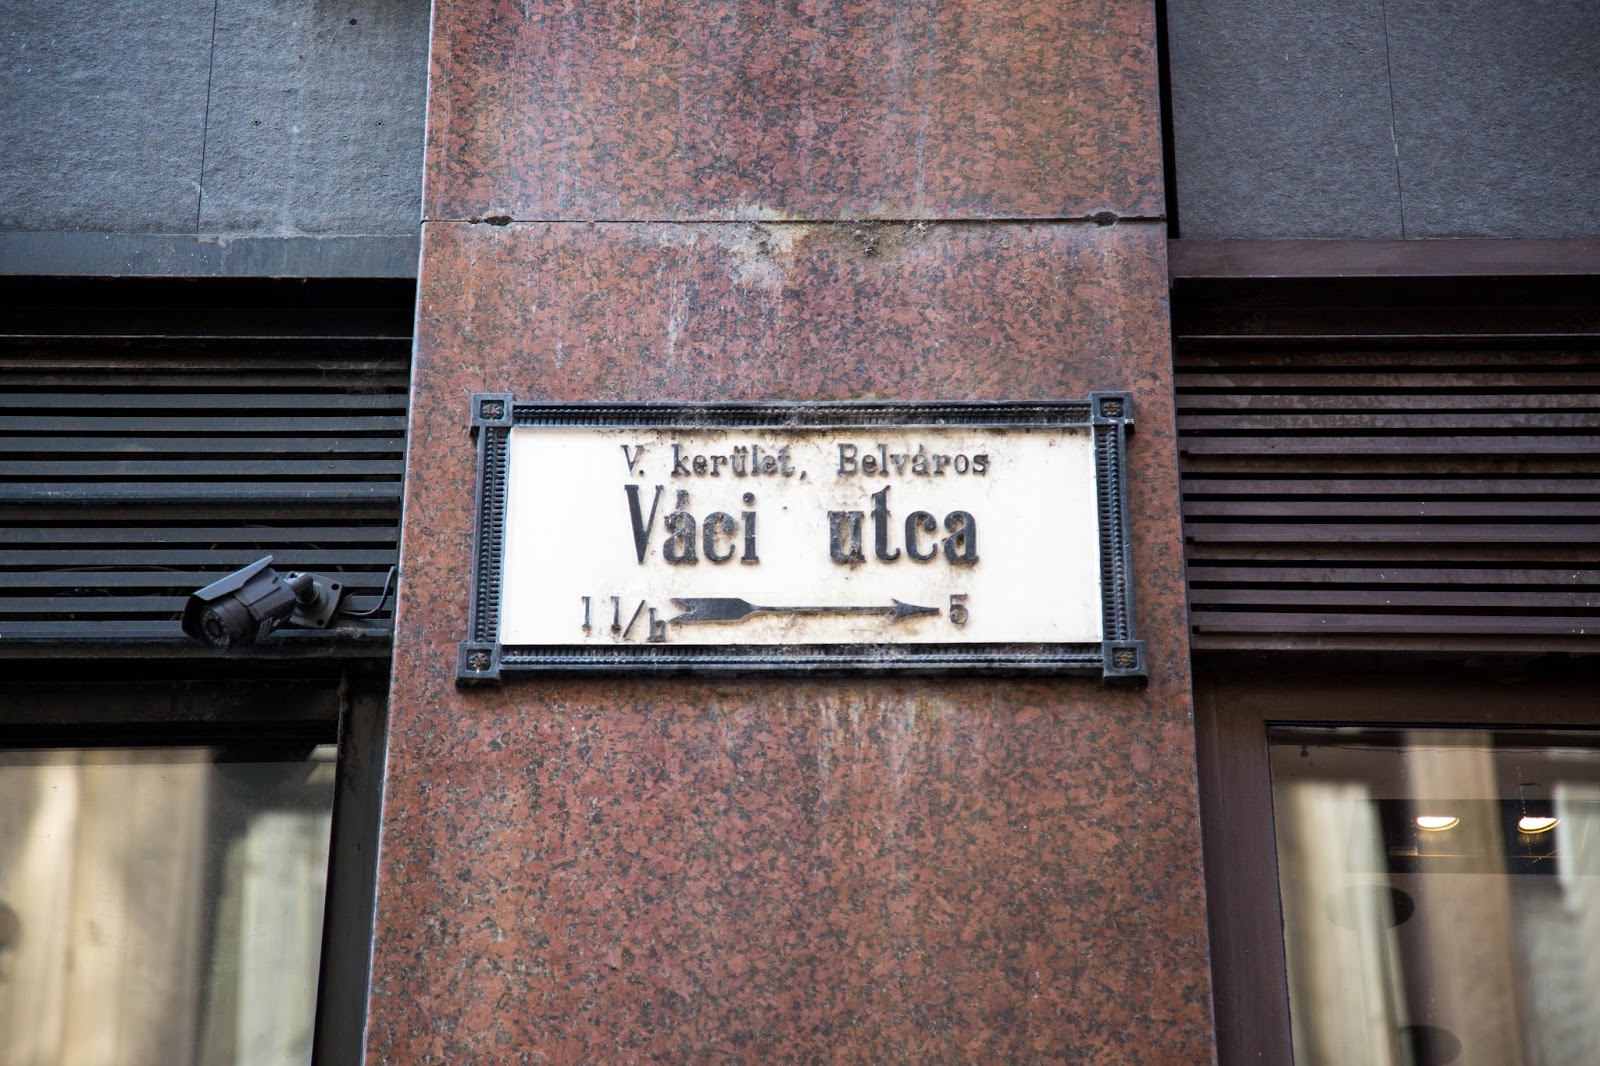 V. kerület, Belváros
Váci utca
11/b 5